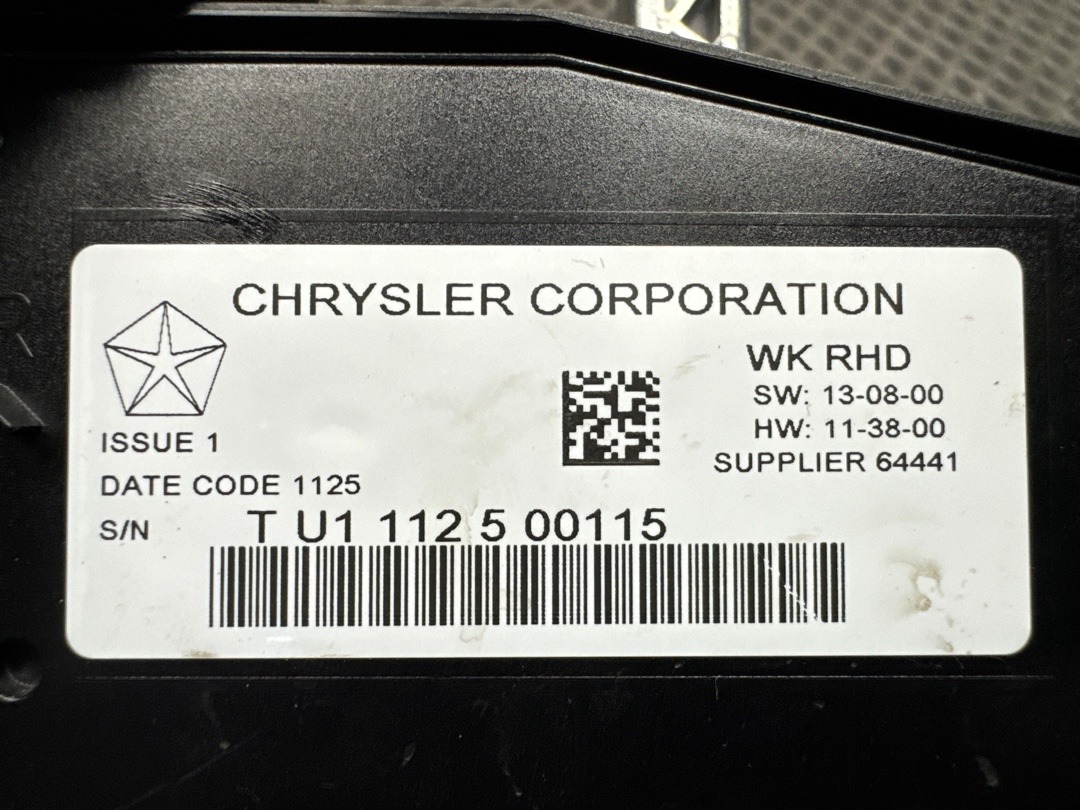 CHRYSLER CORPORATION
WK RHD
SW: 13-08-00
HW: 11-38-00
SUPPLIER 64441
ISSUE 1
DATE CODE 1125
S/N T U1 112 5 00115